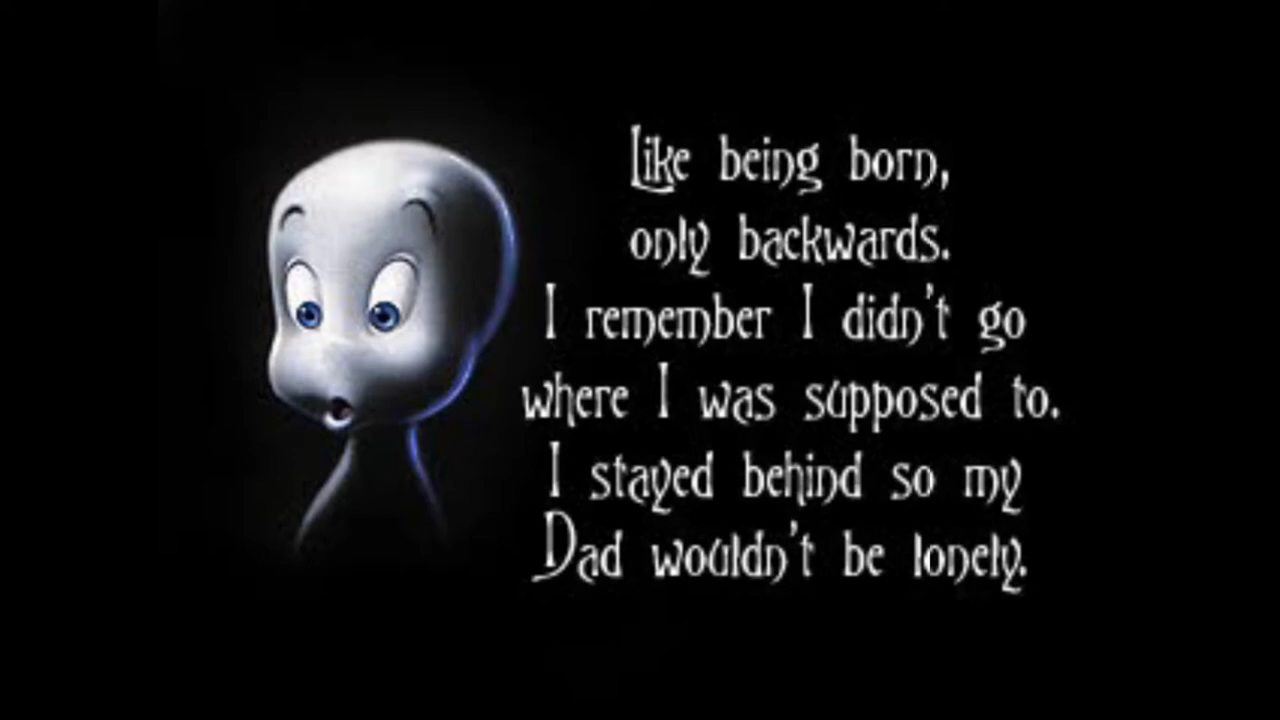 Like being born,
only backwards.
I remember I didn't go
where I was supposed to.
I stayed behind so my
Dad wouldn't be lonely.